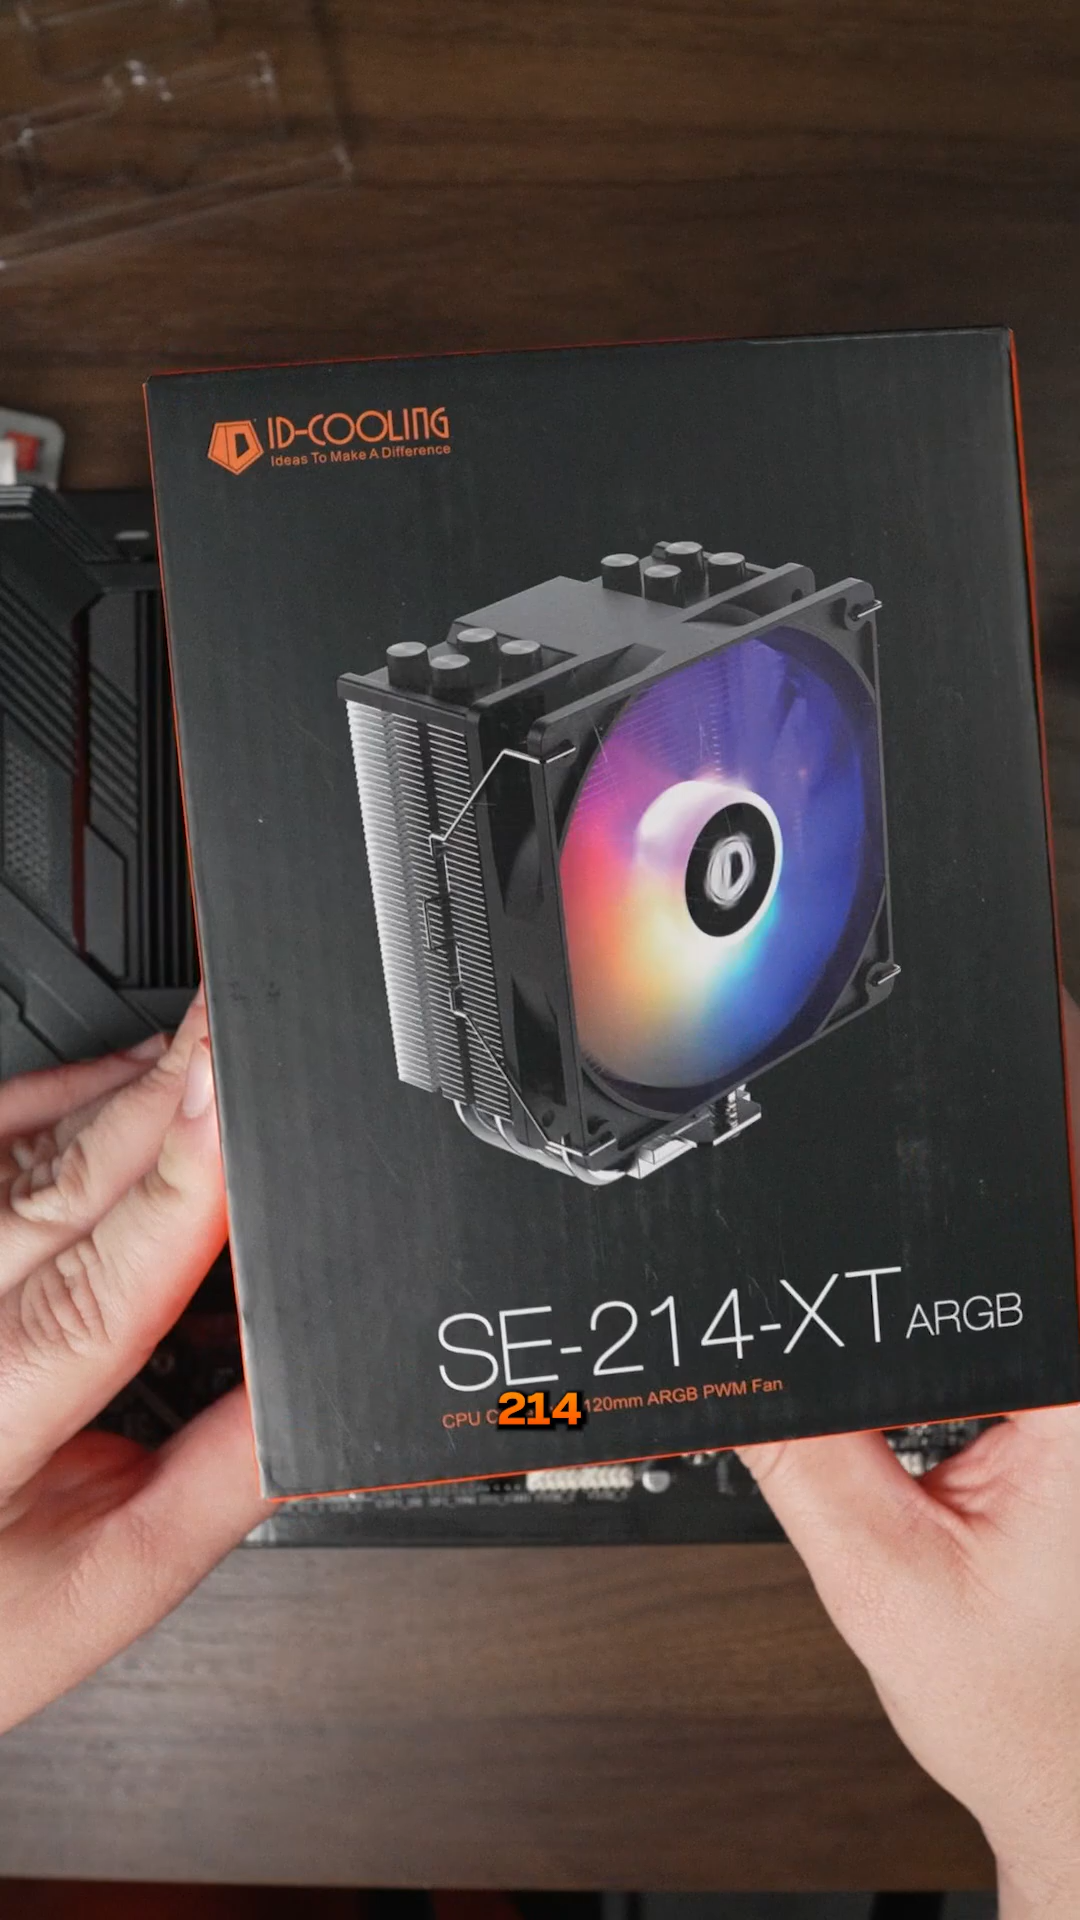 ID-COOLING
Ideas To Make A Difference
SE-214-XT ARGB
CPU 120mm ARGB PWM Fan
214